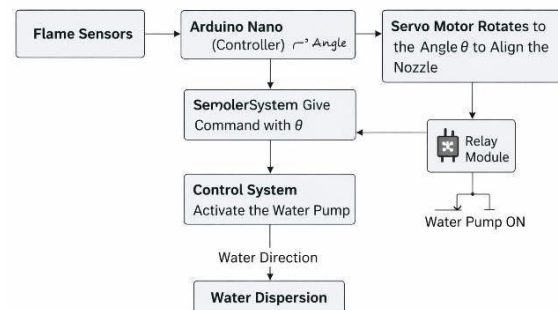 Flame Sensors
Arduino Nano
(Controller) Angle
Servo Motor Rotates to
the Angle θ to Align the
Nozzle
SemolerSystem Give
Command with θ
Relay
Module
Control System
Activate the Water Pump
Water Pump ON
Water Direction
Water Dispersion